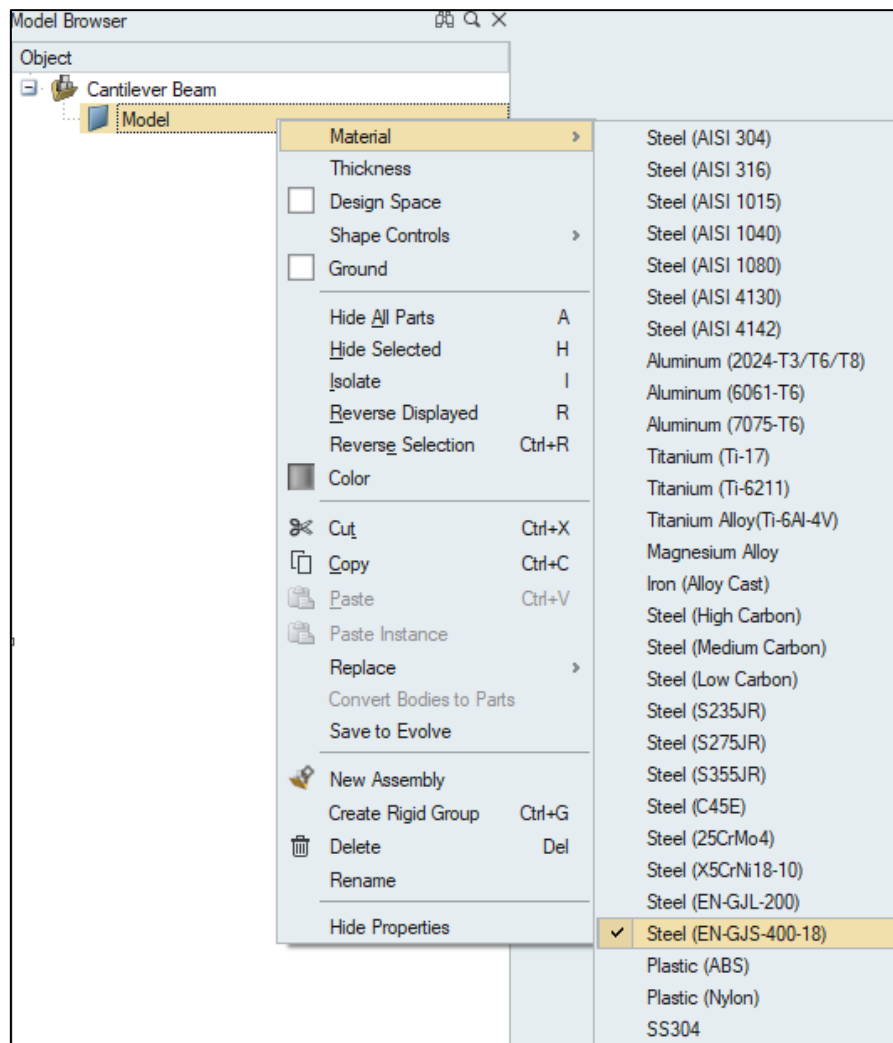 Model Browser
Object
Cantilever Beam
Model
Material
Thickness
Design Space
Shape Controls
Ground
Hide All Parts A
Hide Selected H
Isolate I
Reverse Displayed R
Reverse Selection Ctrl+R
Color
Cut Ctrl+X
Copy Ctrl+C
Paste Ctrl+V
Paste Instance
Replace
Convert Bodies to Parts
Save to Evolve
New Assembly
Create Rigid Group Ctrl+G
Delete Del
Rename
Hide Properties
Steel (AISI 304)
Steel (AISI 316)
Steel (AISI 1015)
Steel (AISI 1040)
Steel (AISI 1080)
Steel (AISI 4130)
Steel (AISI 4142)
Aluminum (2024-T3/T6/T8)
Aluminum (6061-T6)
Aluminum (7075-T6)
Titanium (Ti-17)
Titanium (Ti-6211)
Titanium Alloy(Ti-6Al-4V)
Magnesium Alloy
Iron (Alloy Cast)
Steel (High Carbon)
Steel (Medium Carbon)
Steel (Low Carbon)
Steel (S235JR)
Steel (S275JR)
Steel (S355JR)
Steel (C45E)
Steel (25CrMo4)
Steel (X5CrNi18-10)
Steel (EN-GJL-200)
Steel (EN-GJS-400-18)
Plastic (ABS)
Plastic (Nylon)
SS304